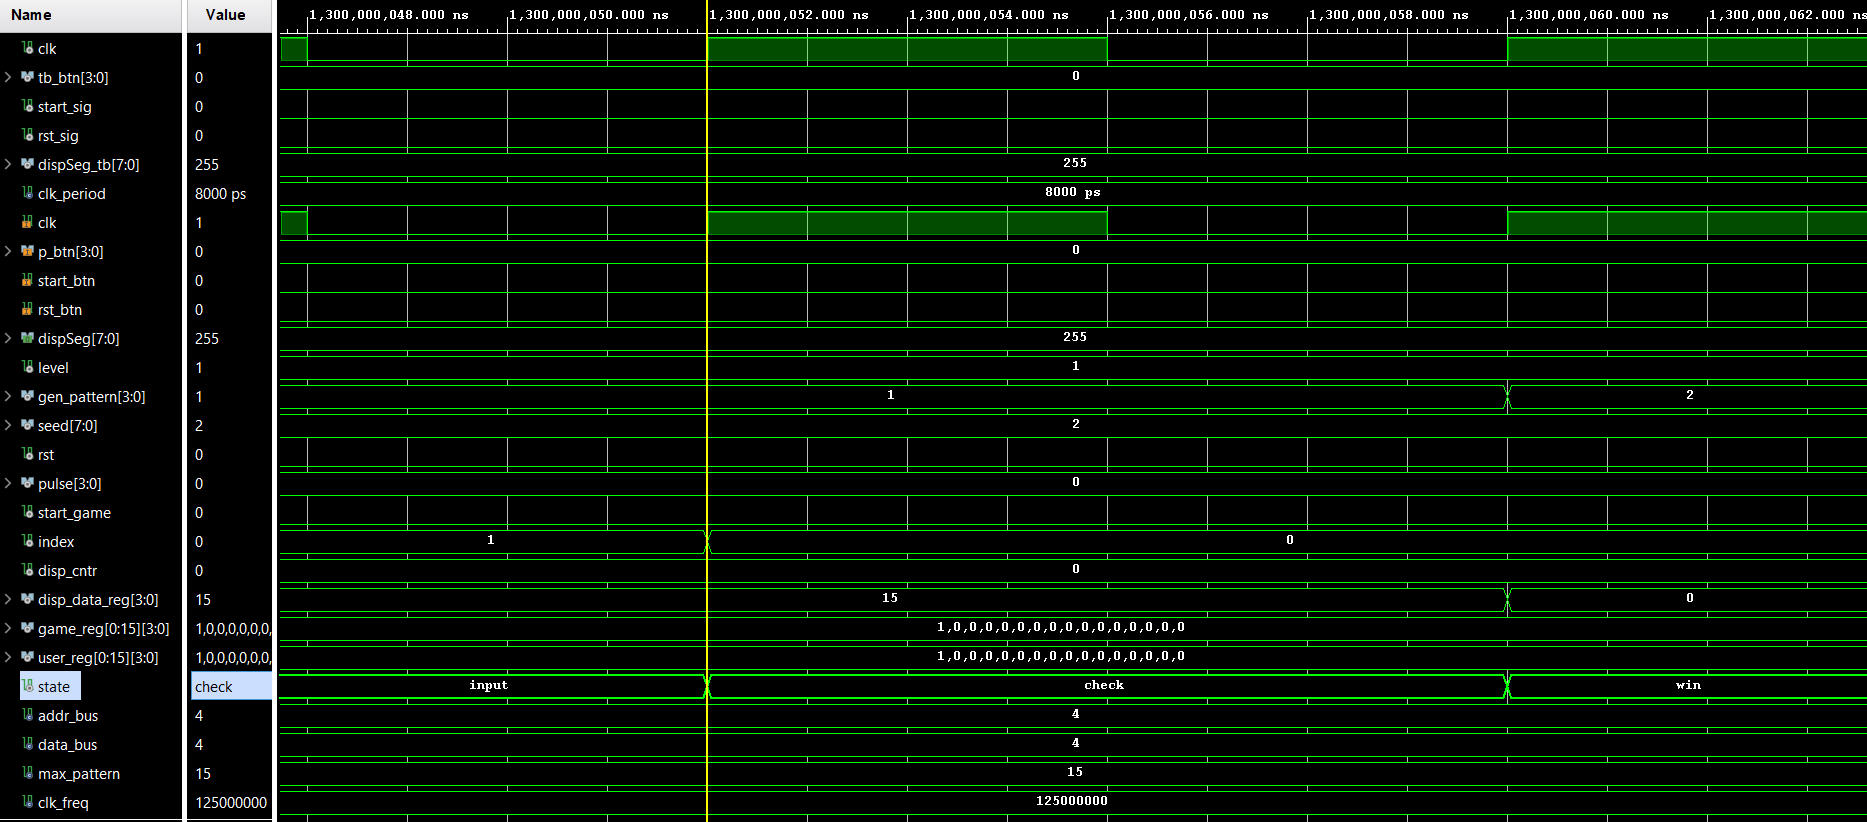 Name Value 1,300,000,048.000 ns 1,300,000,050.000 ns 1,300,000,052.000 ns 1,300,000,054.000 ns 1,300,000,056.000 ns 1,300,000,058.000 ns 1,300,000,060.000 ns 1,300,000,062.000 ns
clk 1
tb_btn[3:0] 0 0
start_sig 0
rst_sig 0
dispSeg_tb[7:0] 255 255
clk_period 8000 ps 8000 ps
clk 1
p_btn[3:0] 0 0
start_btn 0
rst_btn 0
dispSeg[7:0] 255 255
level 1 1
gen_pattern[3:0] 1 1 2
seed[7:0] 2 2
rst 0
pulse[3:0] 0 0
start_game 0
index 0 1 0
disp_cntr 0 0
disp_data_reg[3:0] 15 15 0
game_reg[0:15][3:0] 1,0,0,0,0,0, 1,0,0,0,0,0,0,0,0,0,0,0,0,0,0,0
user_reg[0:15][3:0] 1,0,0,0,0,0, 1,0,0,0,0,0,0,0,0,0,0,0,0,0,0,0
state check input check win
addr_bus 4 4
data_bus 4 4
max_pattern 15 15
clk_freq 125000000 125000000